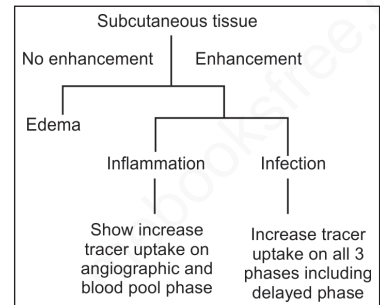 Subcutaneous tissue
No enhancement Enhancement
Edema
Inflammation Infection
Show increase
tracer uptake on
angiographic and
blood pool phase
Increase tracer
uptake on all 3
phases including
delayed phase